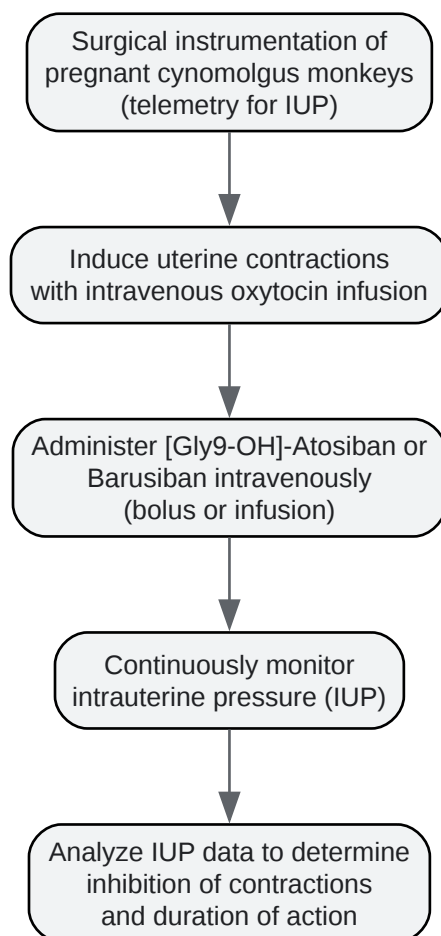 Surgical instrumentation of
pregnant cynomolgus monkeys
(telemetry for IUP)
Induce uterine contractions
with intravenous oxytocin infusion
Administer [Gly9-OH]-Atosiban or
Barusiban intravenously
(bolus or infusion)
Continuously monitor
intrauterine pressure (IUP)
Analyze IUP data to determine
inhibition of contractions
and duration of action